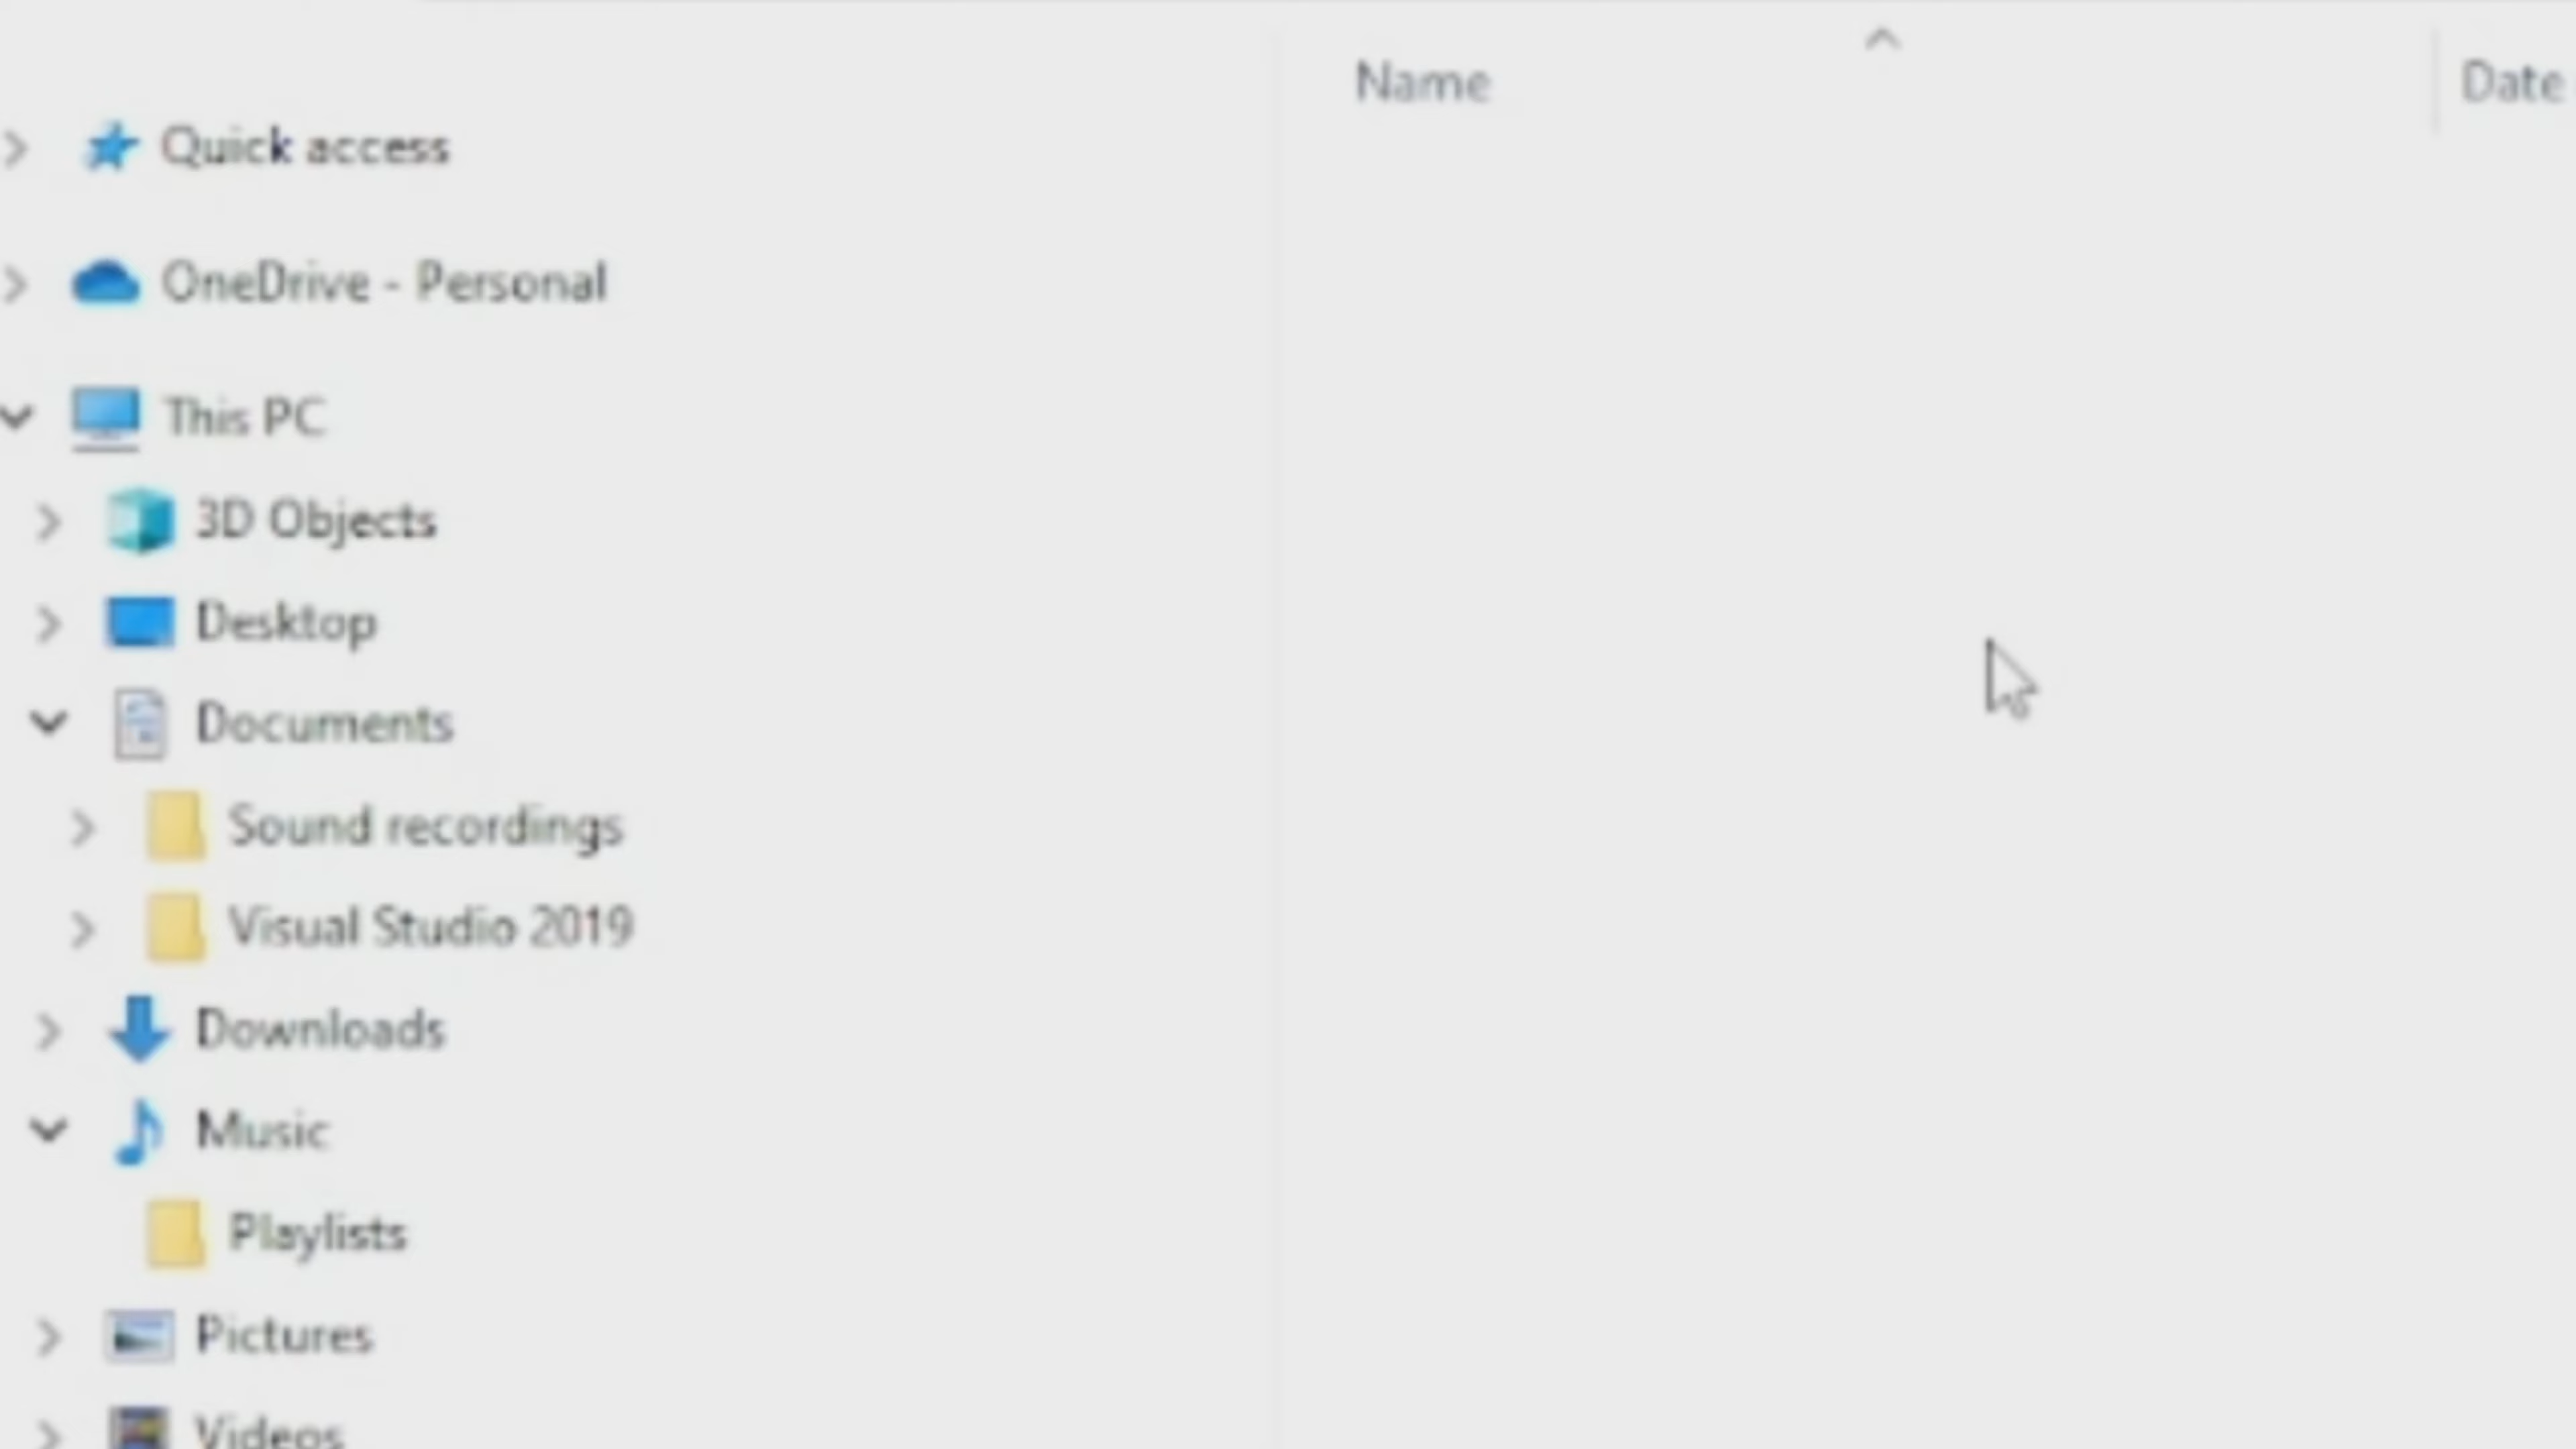 Name
Date
Quick access
OneDrive - Personal
This PC
3D Objects
Desktop
Documents
Sound recordings
Visual Studio 2019
Downloads
Music
Playlists
Pictures
Videos